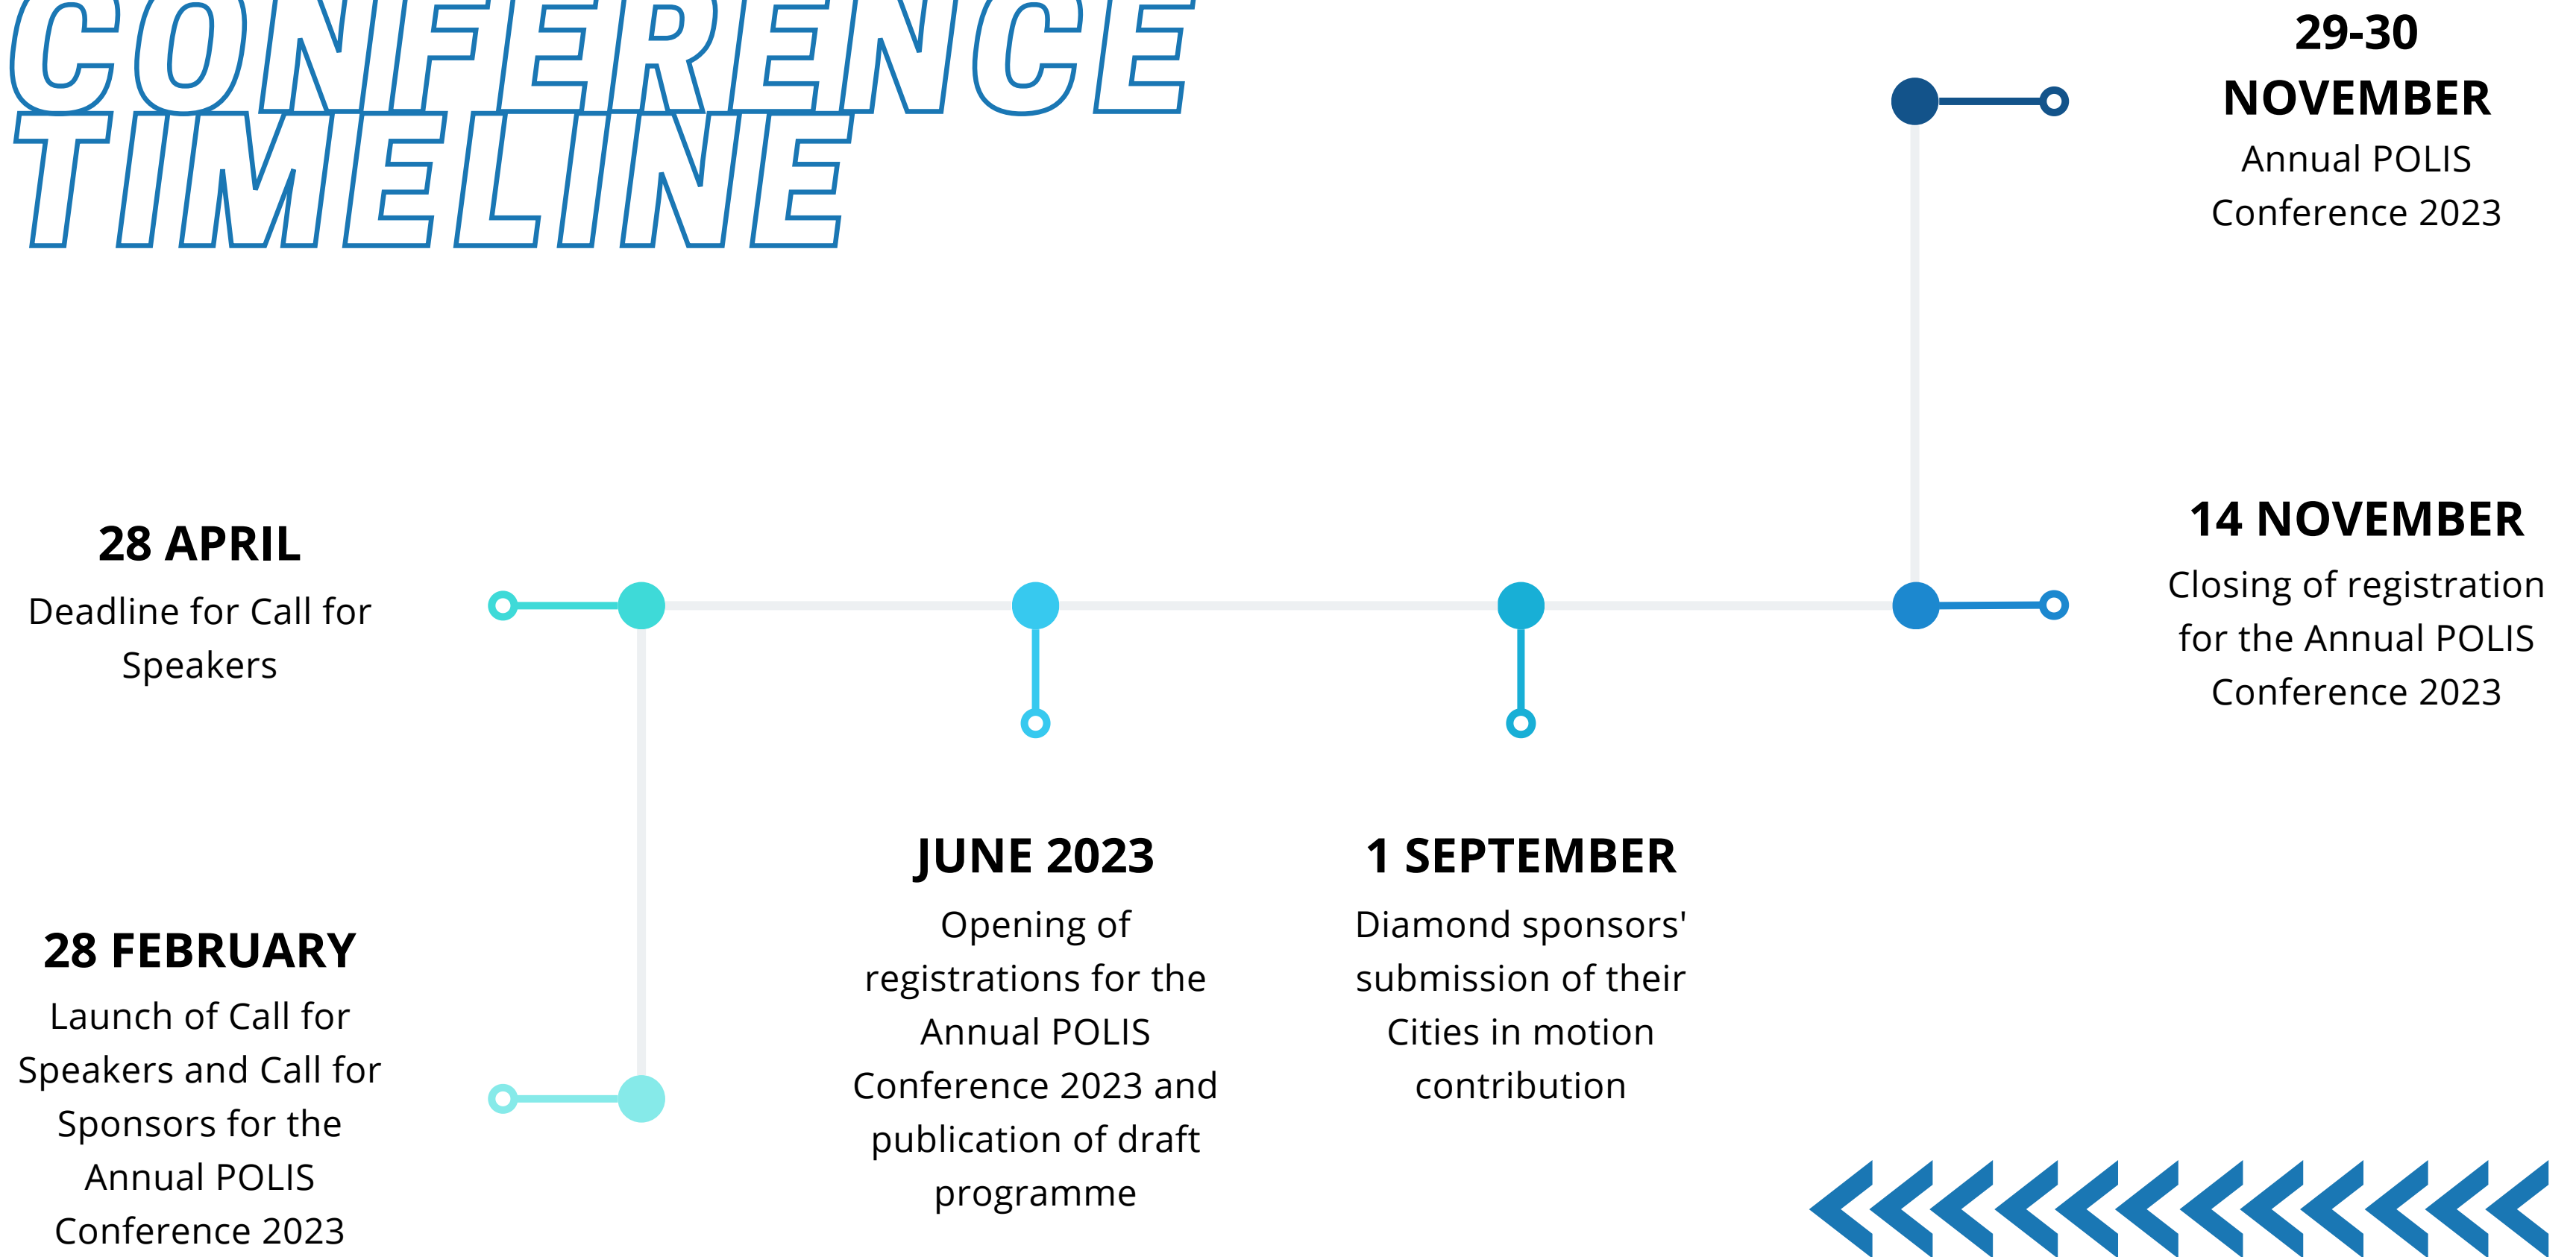 CONFERENCE
TIMELINE
29-30
NOVEMBER
Annual POLIS
Conference 2023
28 APRIL
Deadline for Call for
Speakers
14 NOVEMBER
Closing of registration
for the Annual POLIS
Conference 2023
28 FEBRUARY
Launch of Call for
Speakers and Call for
Sponsors for the
Annual POLIS
Conference 2023
JUNE 2023
Opening of
registrations for the
Annual POLIS
Conference 2023 and
publication of draft
programme
1 SEPTEMBER
Diamond sponsors'
submission of their
Cities in motion
contribution